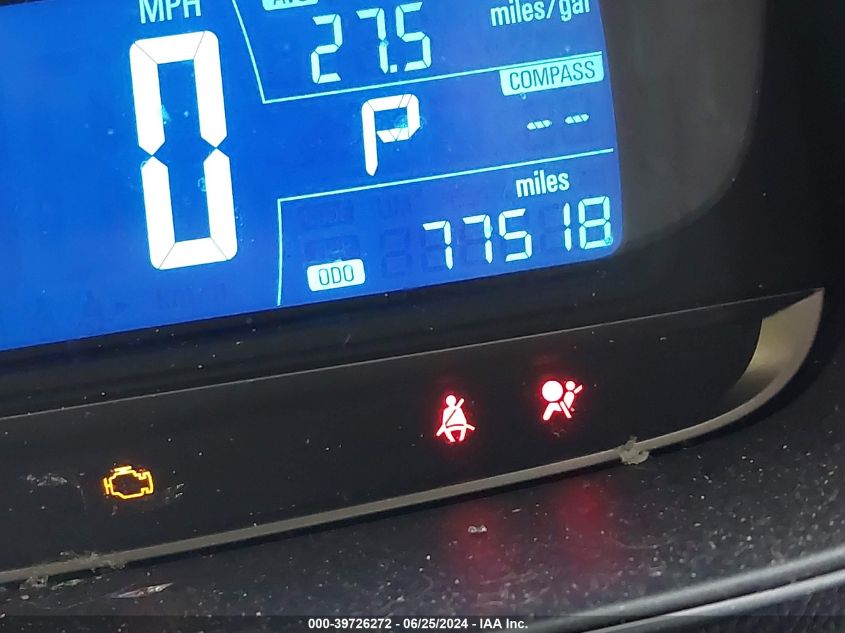 MPH
27.5 miles/gal
COMPASS
P --
miles
ODO 77518
0
000-39726272 - 06/25/2024 - IAA Inc.